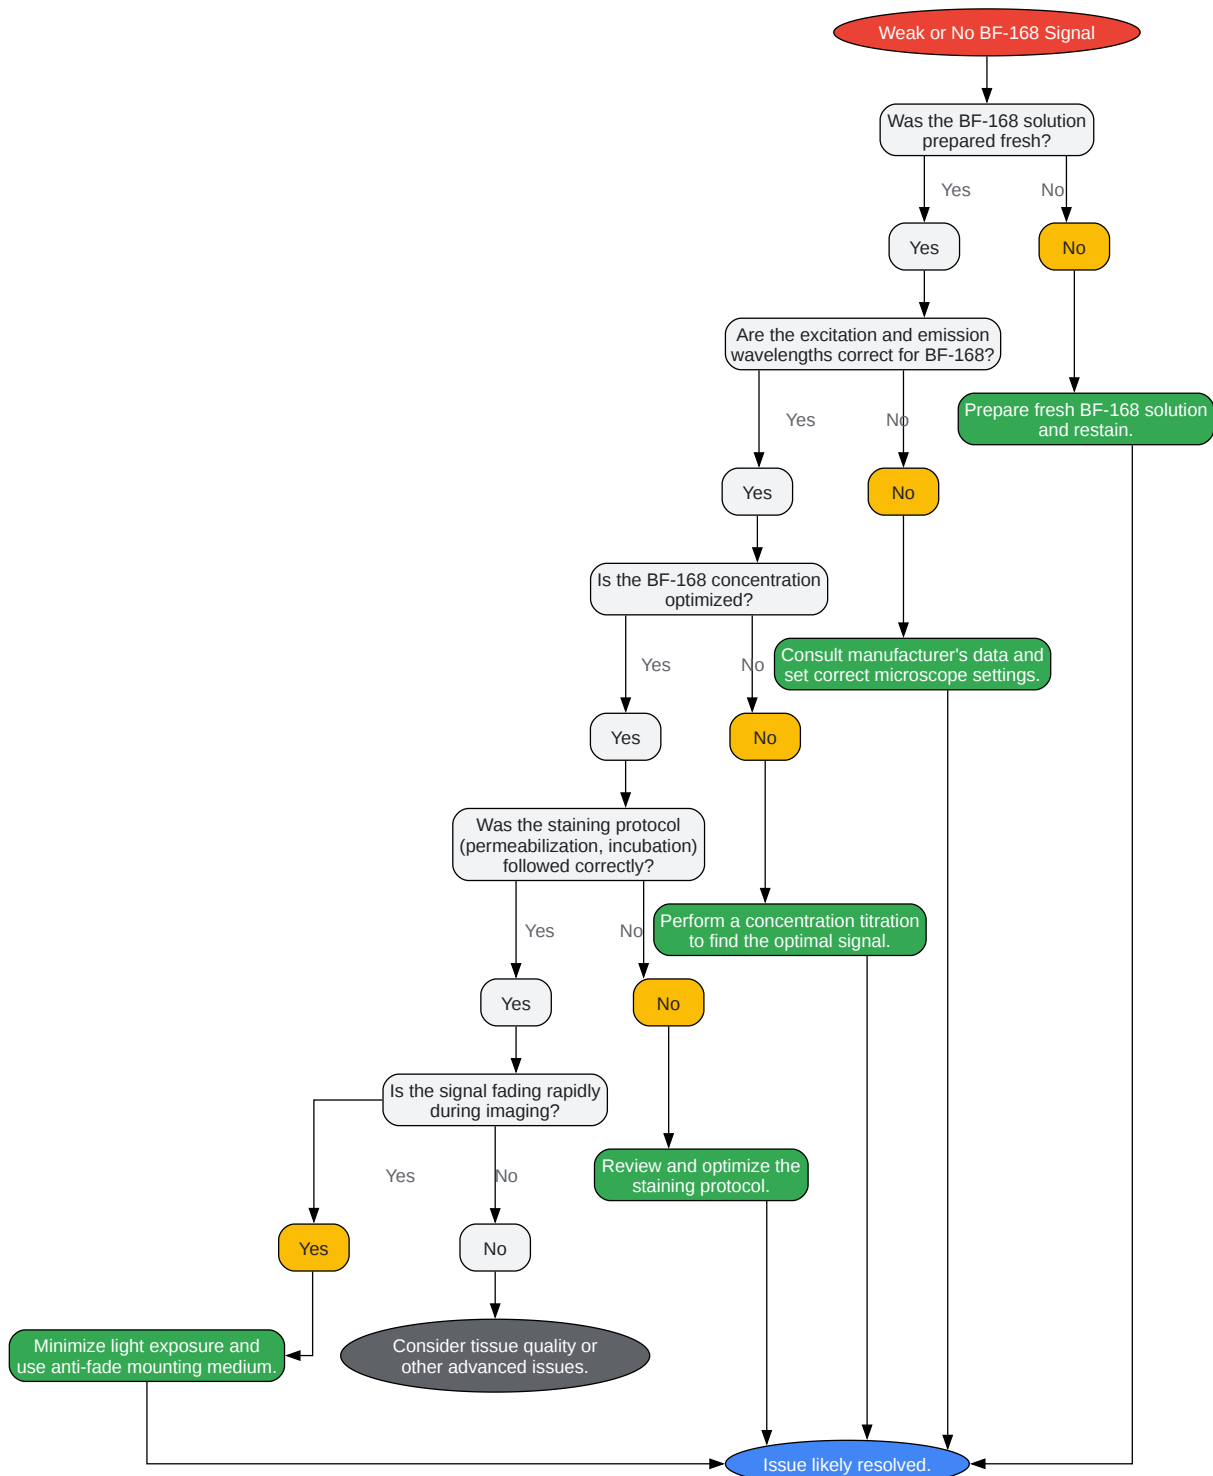 Weak or No BF-168 Signal
Was the BF-168 solution
prepared fresh?
Yes
No
Yes
No
Are the excitation and emission
wavelengths correct for BF-168?
Prepare fresh BF-168 solution
and restain.
Yes
No
Yes
No
Is the BF-168 concentration
optimized?
Consult manufacturer's data and
set correct microscope settings.
Yes
No
Yes
No
Was the staining protocol
(permeabilization, incubation)
followed correctly?
Perform a concentration titration
to find the optimal signal.
Yes
No
Yes
No
Is the signal fading rapidly
during imaging?
Review and optimize the
staining protocol.
Yes
No
Yes
No
Minimize light exposure and
use anti-fade mounting medium.
Consider tissue quality or
other advanced issues.
Issue likely resolved.